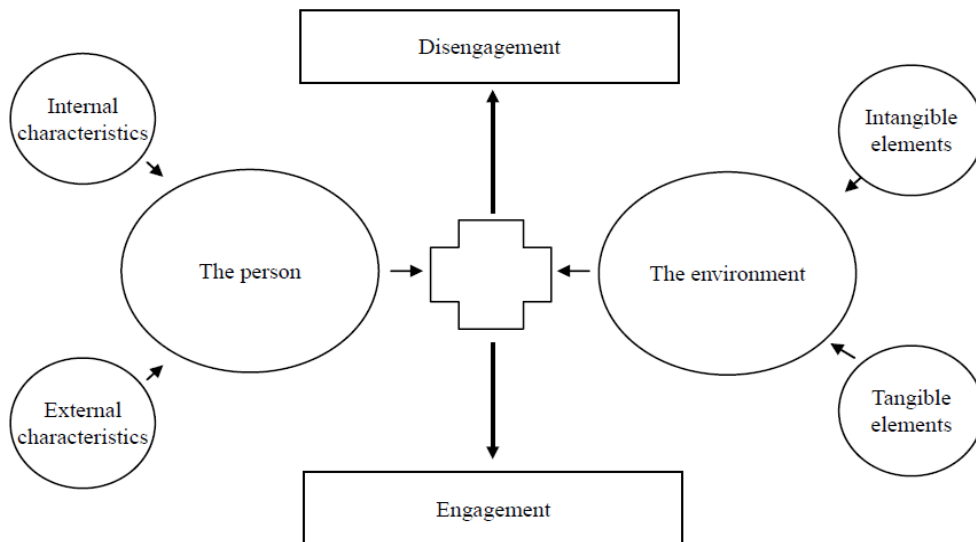 Disengagement
Internal
characteristics
Intangible
elements
The person
The environment
External
characteristics
Tangible
elements
Engagement